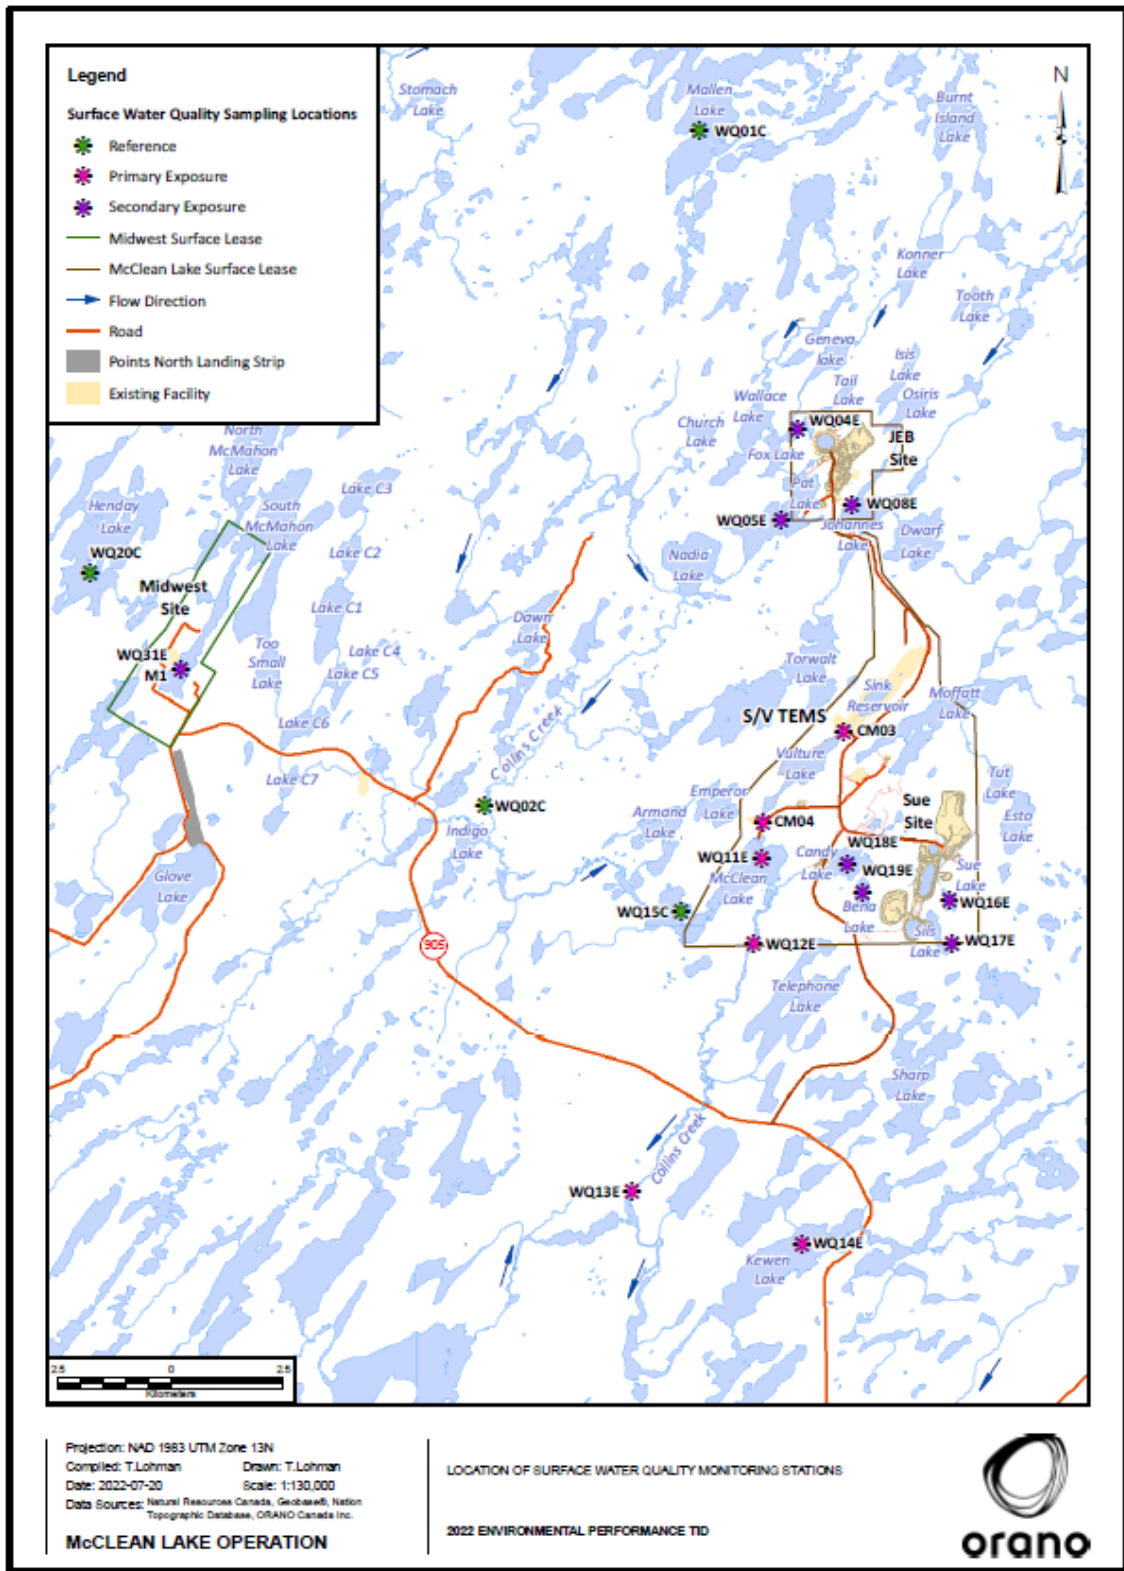 Legend
Surface Water Quality Sampling Locations
Reference
Primary Exposure
Secondary Exposure
Midwest Surface Lease
McClean Lake Surface Lease
Flow Direction
Road
Points North Landing Strip
Existing Facility
N
Stomach
Lake
Mallen
Lake
WQ01C
Burnt
Island
Lake
Konner
Lake
Tooth
Lake
Geneva
lake
Isis
Lake
Tail
Lake
Osiris
Lake
Wallace
Lake
Church
Lake
WQ04E
JEB
Site
Fox Lake
Pat
Lake
WQ08E
WQ05E
Johannes
Lake
Dwarf
Lake
Nadia
Lake
North
McMahon
Lake
South
McMahon
Lake
Lake C3
Henday
Lake
WQ20C
Lake C2
Midwest
Site
Lake C1
Dawn
Lake
Too
Small
Lake
Lake C4
Lake C5
WQ31E
M1
Torwalt
Lake
Sink
Reservoir
Moffatt
Lake
Lake C6
S/V TEMS
CM03
Collins Creek
Vulture
Lake
Lake C7
Tut
Lake
Emperor
Lake
WQ02C
Armand
Lake
Sue
Site
Esta
Lake
CM04
Indigo
Lake
WQ18E
WQ11E
Candy
Lake
WQ19E
Sue
Lake
Glove
Lake
McClean
Lake
WQ16E
WQ15C
Bena
Lake
905
WQ12E
Sils
Lake
WQ17E
Telephone
Lake
Sharp
Lake
Collins Creek
WQ13E
WQ14E
Kewen
Lake
2.5 0 2.5
Kilometers
Projection: NAD 1983 UTM Zone 13N
Compiled: T.Lohman Drawn: T.Lohman
Date: 2022-07-20 Scale: 1:130,000
Data Sources: Natural Resources Canada, Geobase®, Nation
Topographic Database, ORANO Canada Inc.
McCLEAN LAKE OPERATION
LOCATION OF SURFACE WATER QUALITY MONITORING STATIONS
2022 ENVIRONMENTAL PERFORMANCE TID
orano